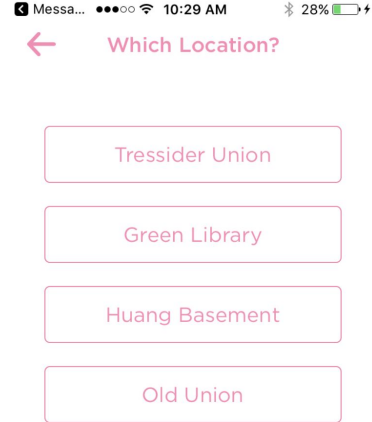 Messa... 10:29 AM 28%
Which Location?
Tressider Union
Green Library
Huang Basement
Old Union